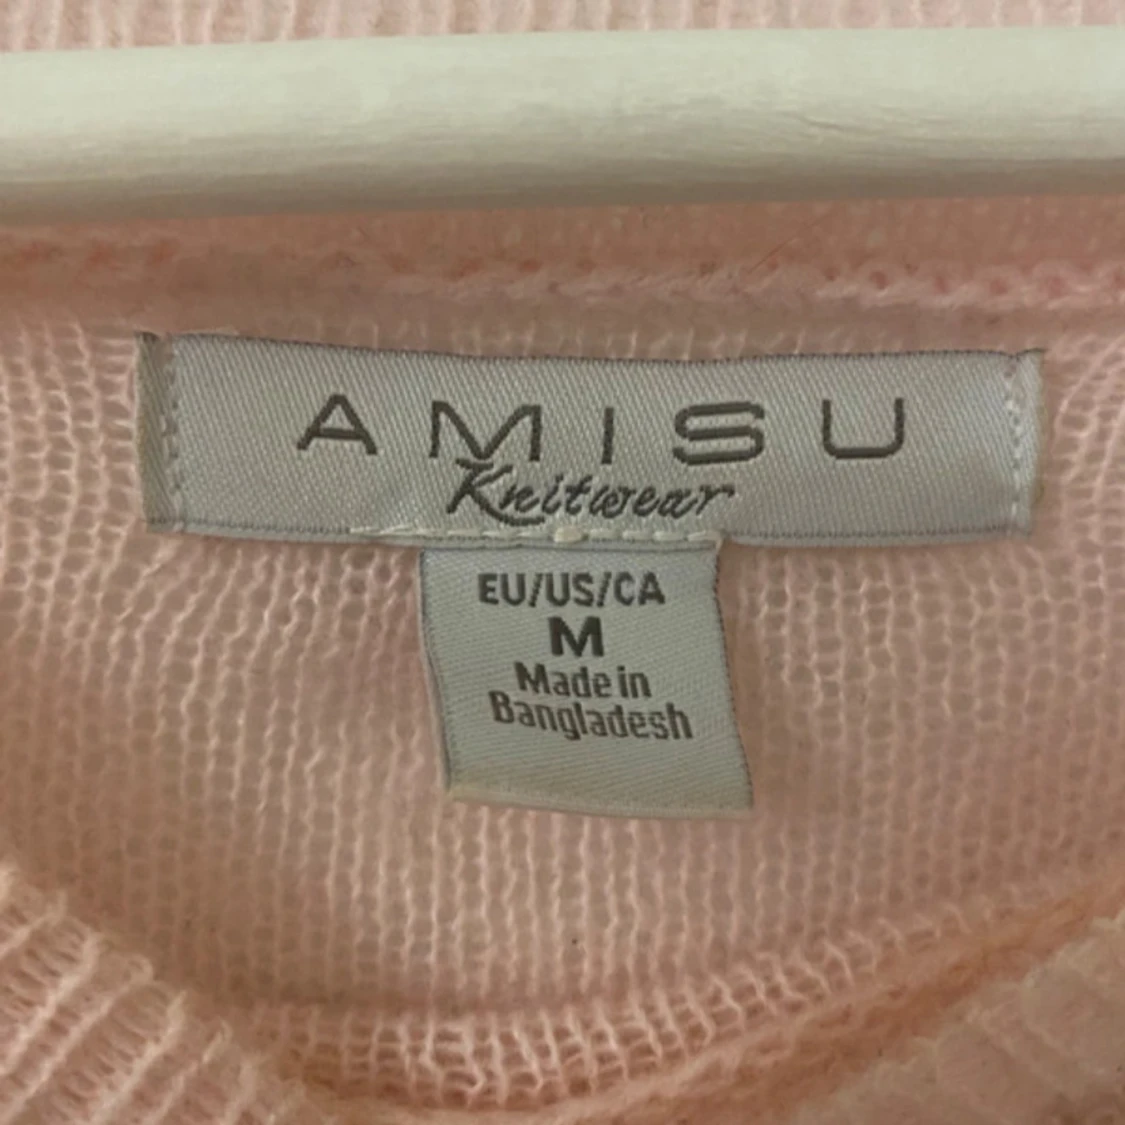 AMISU
Knitwear
EU/US/CA
M
Made in
Bangladesh